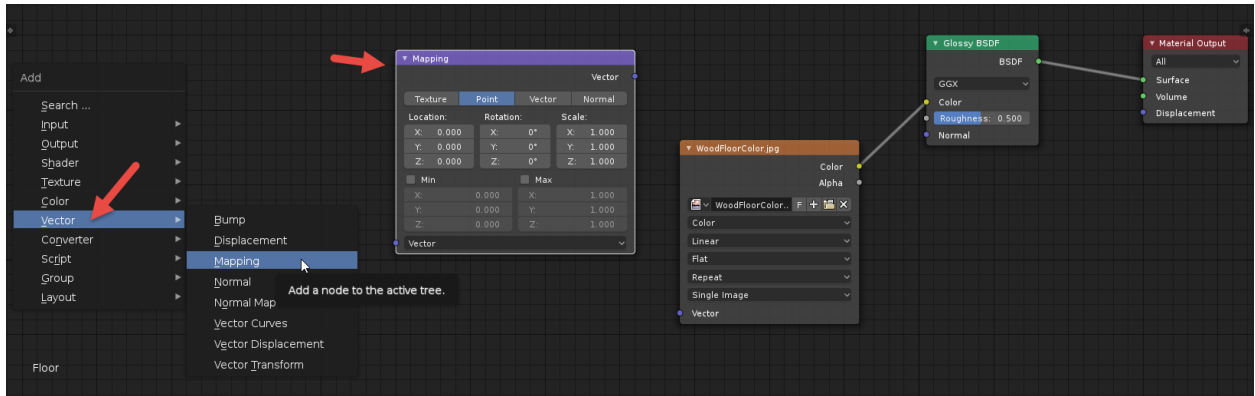 Add
Search ...
Input
Output
Shader
Texture
Color
Vector
Converter
Script
Group
Layout
Floor
Bump
Displacement
Mapping
Normal
Normal Map
Vector Curves
Vector Displacement
Vector Transform
Add a node to the active tree.
Mapping
Vector
Texture Point Vector Normal
Location: Rotation: Scale:
X: 0.000 X: 0° X: 1.000
Y: 0.000 Y: 0° Y: 1.000
Z: 0.000 Z: 0° Z: 1.000
Min Max
X: 0.000 X: 1.000
Y: 0.000 Y: 1.000
Z: 0.000 Z: 1.000
Vector
WoodFloorColor.jpg
Color
Alpha
WoodFloorColor.. F
Color
Linear
Flat
Repeat
Single Image
Vector
Glossy BSDF
BSDF
GGX
Color
Roughness: 0.500
Normal
Material Output
All
Surface
Volume
Displacement